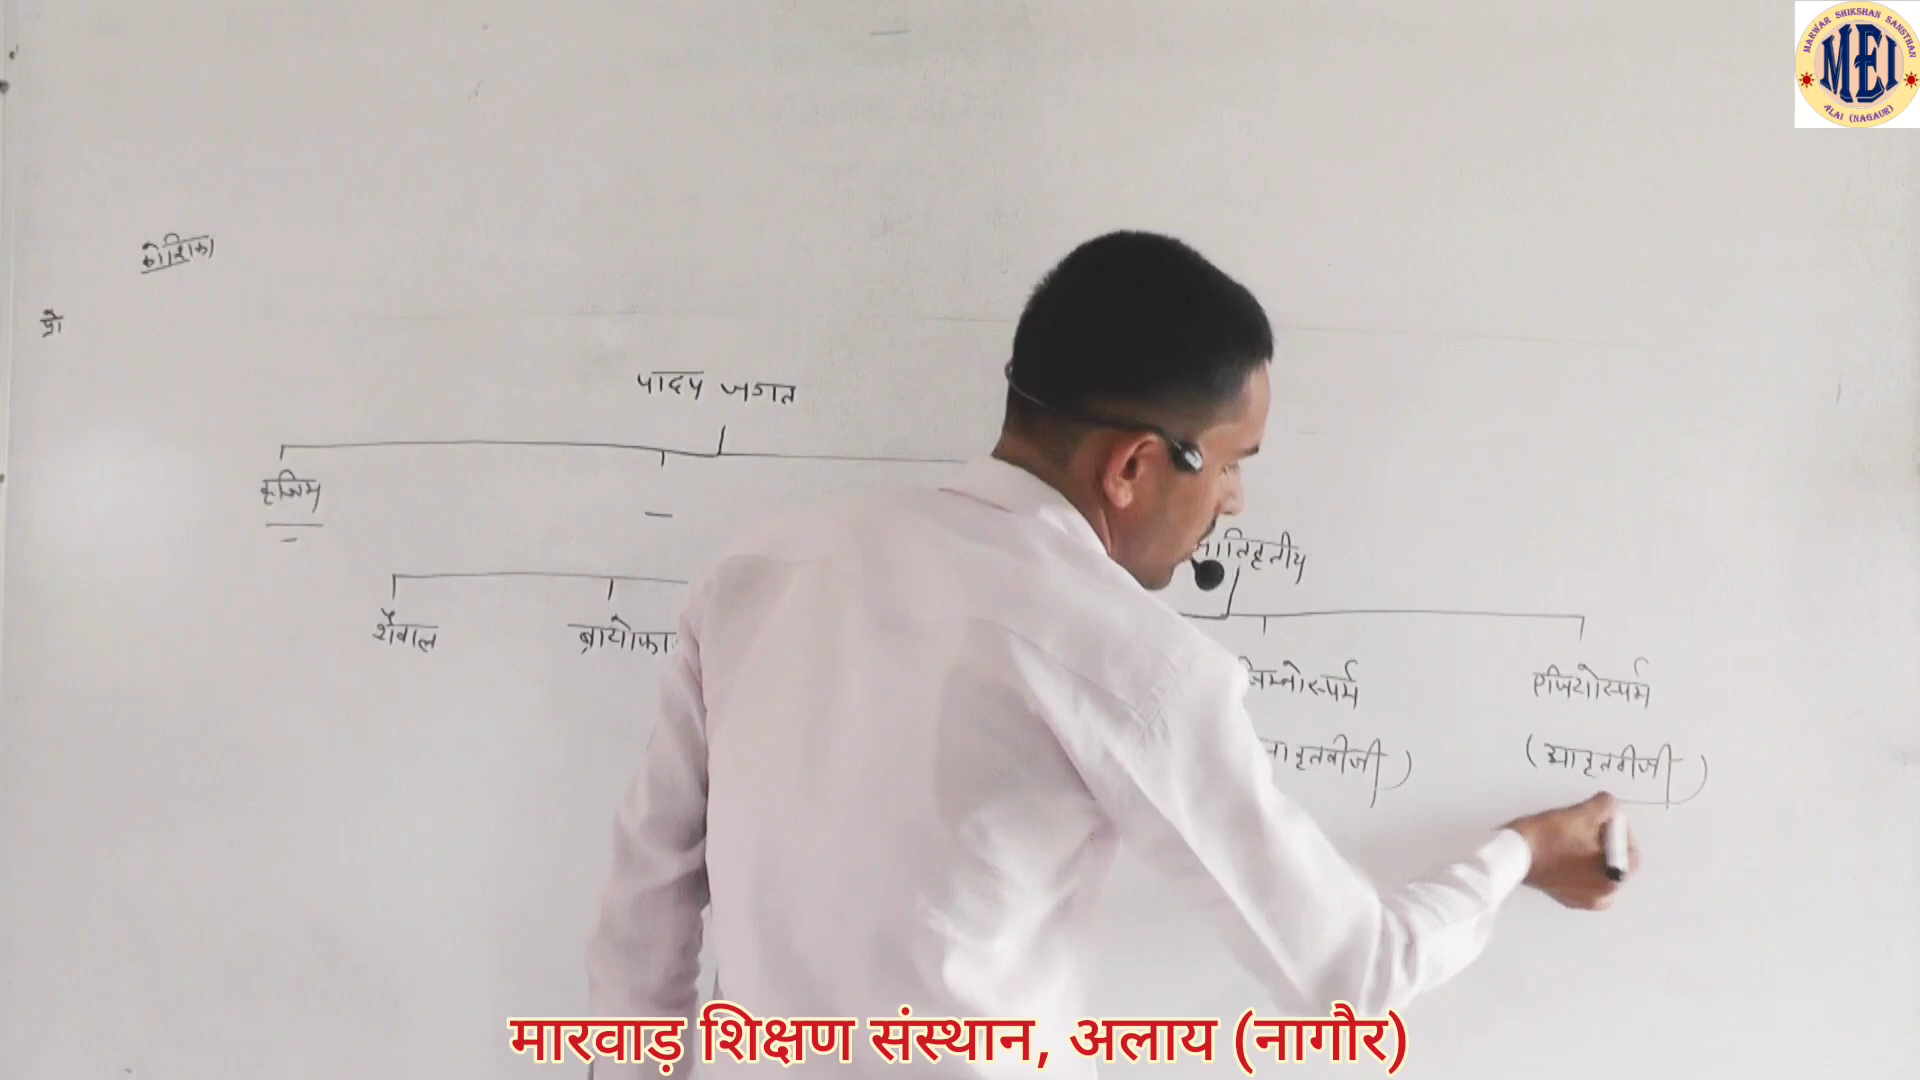 MARWAR SHIKSHAN SANSTHAN
MEI
ALAI (NAGAUR)
कोशिका
प्रो
पादप जगत
कृत्रिम
जातिवृतीय
शैवाल
ब्रायोफा
जिम्नोस्पर्म
एंजियोस्पर्म
नावृतबीजी)
(आवृतबीजी)
मारवाड़ शिक्षण संस्थान, अलाय (नागौर)